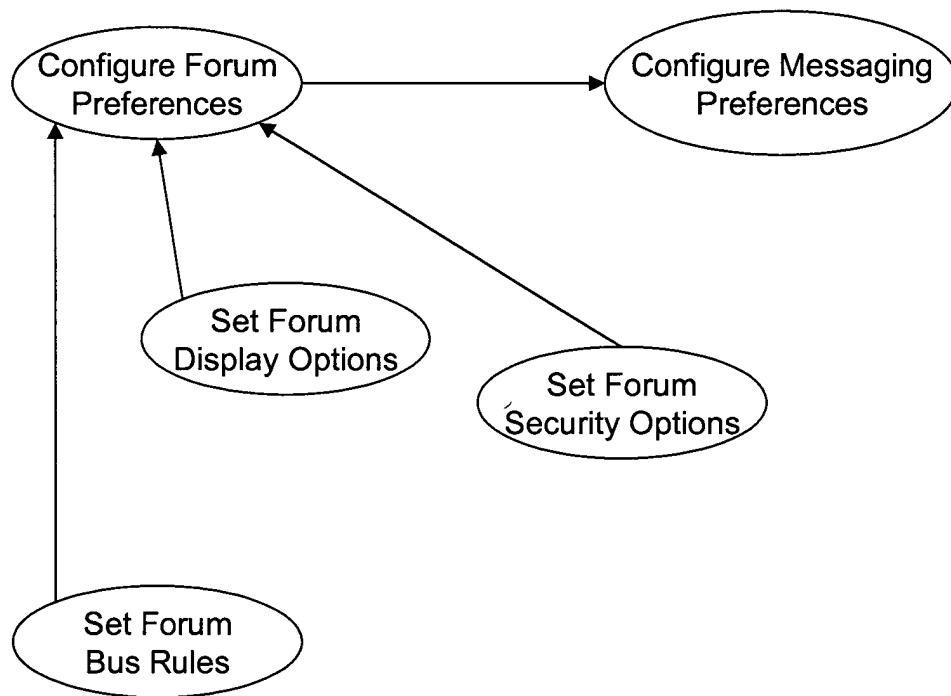 Configure Forum
Preferences
Configure Messaging
Preferences
Set Forum
Display Options
Set Forum
Security Options
Set Forum
Bus Rules